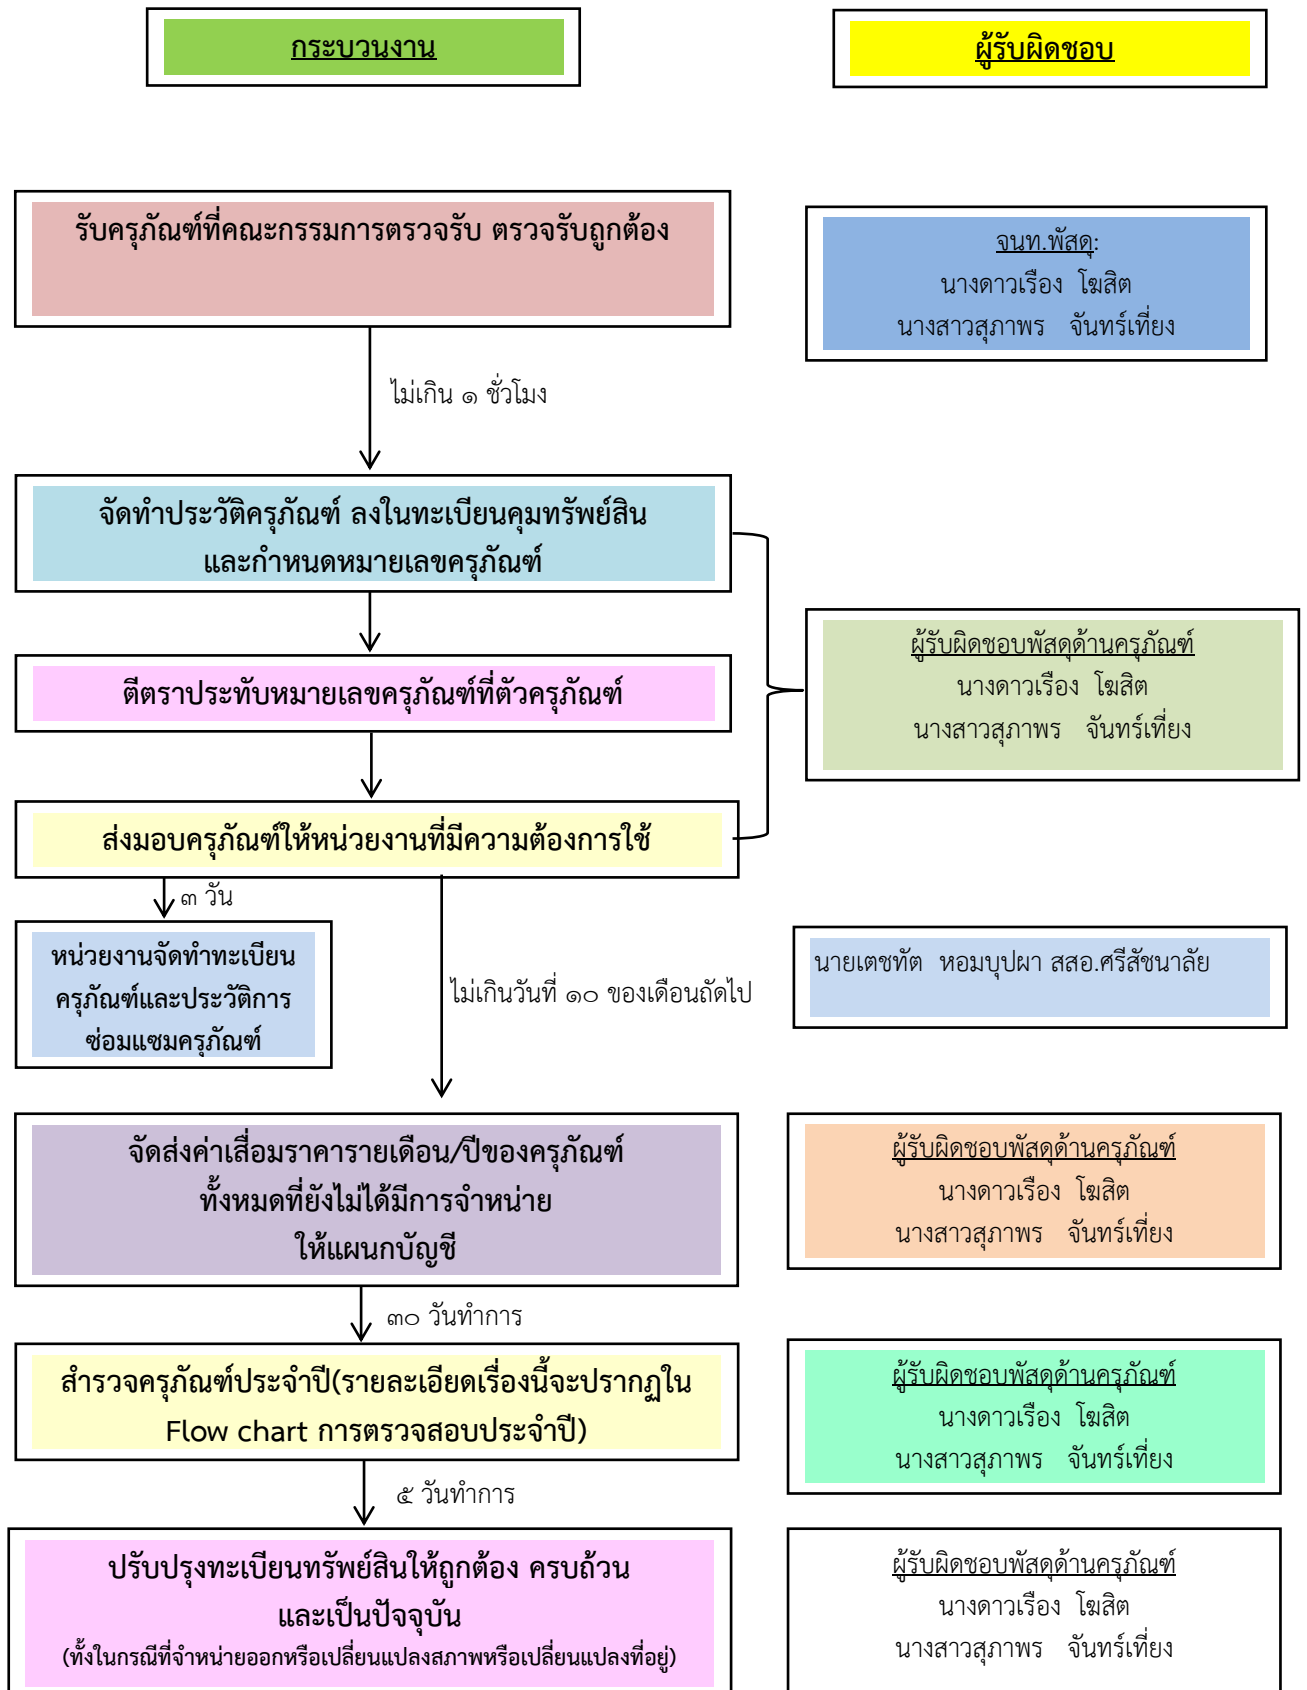 กระบวนงาน
ผู้รับผิดชอบ
รับครุภัณฑ์ที่คณะกรรมการตรวจรับ ตรวจรับถูกต้อง
จนท.พัสดุ:
นางดาวเรือง โฆสิต
นางสาวสุภาพร จันทร์เที่ยง
ไม่เกิน ๑ ชั่วโมง
จัดทำประวัติครุภัณฑ์ ลงในทะเบียนคุมทรัพย์สิน
และกำหนดหมายเลขครุภัณฑ์
ตีตราประทับหมายเลขครุภัณฑ์ที่ตัวครุภัณฑ์
ผู้รับผิดชอบพัสดุด้านครุภัณฑ์
นางดาวเรือง โฆสิต
นางสาวสุภาพร จันทร์เที่ยง
ส่งมอบครุภัณฑ์ให้หน่วยงานที่มีความต้องการใช้
๓ วัน
หน่วยงานจัดทำทะเบียน
ครุภัณฑ์และประวัติการ
ซ่อมแซมครุภัณฑ์
ไม่เกินวันที่ ๑๐ ของเดือนถัดไป
นายเตชทัต หอมบุปผา สสอ.ศรีสัชนาลัย
จัดส่งค่าเสื่อมราคารายเดือน/ปีของครุภัณฑ์
ทั้งหมดที่ยังไม่ได้มีการจำหน่าย
ให้แผนกบัญชี
ผู้รับผิดชอบพัสดุด้านครุภัณฑ์
นางดาวเรือง โฆสิต
นางสาวสุภาพร จันทร์เที่ยง
๓๐ วันทำการ
สำรวจครุภัณฑ์ประจำปี(รายละเอียดเรื่องนี้จะปรากฏใน
Flow chart การตรวจสอบประจำปี)
ผู้รับผิดชอบพัสดุด้านครุภัณฑ์
นางดาวเรือง โฆสิต
นางสาวสุภาพร จันทร์เที่ยง
๕ วันทำการ
ปรับปรุงทะเบียนทรัพย์สินให้ถูกต้อง ครบถ้วน
และเป็นปัจจุบัน
(ทั้งในกรณีที่จำหน่ายออกหรือเปลี่ยนแปลงสภาพหรือเปลี่ยนแปลงที่อยู่)
ผู้รับผิดชอบพัสดุด้านครุภัณฑ์
นางดาวเรือง โฆสิต
นางสาวสุภาพร จันทร์เที่ยง